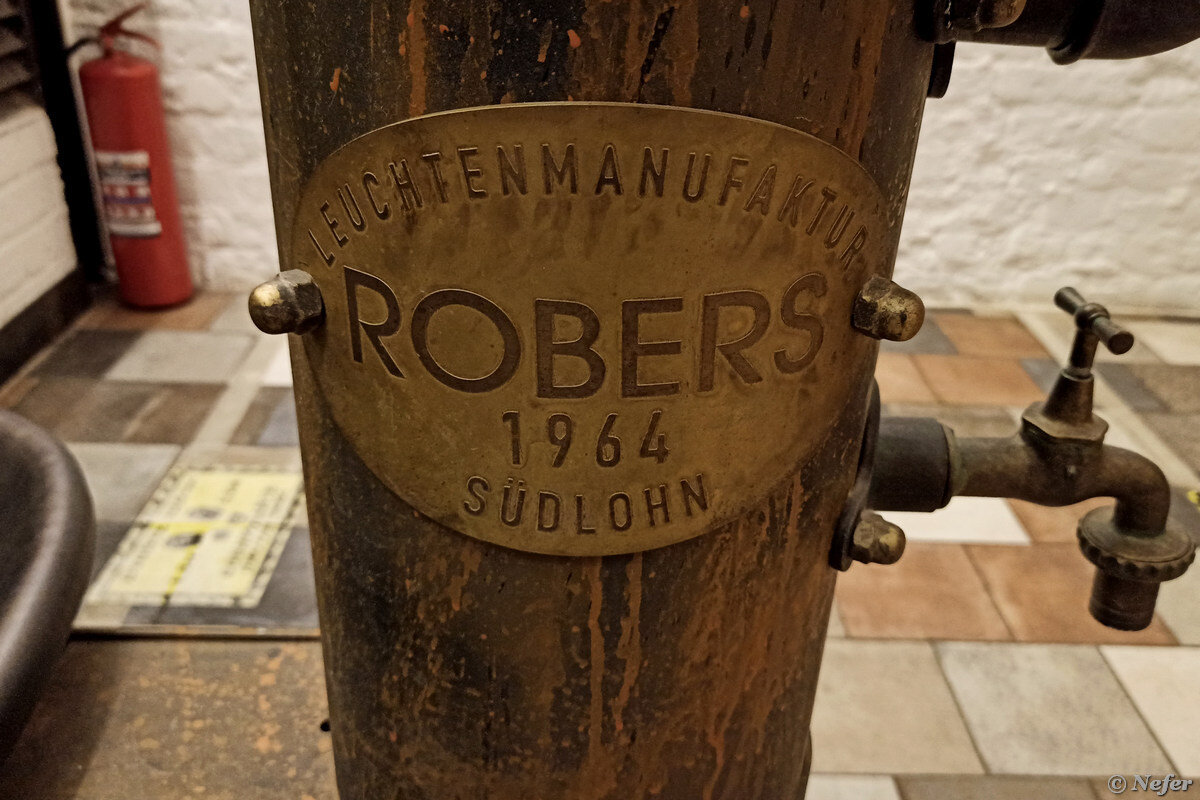 LEUCHTENMANUFAKTUR
ROBERS
1964
SÜDLOHN
© Nefer